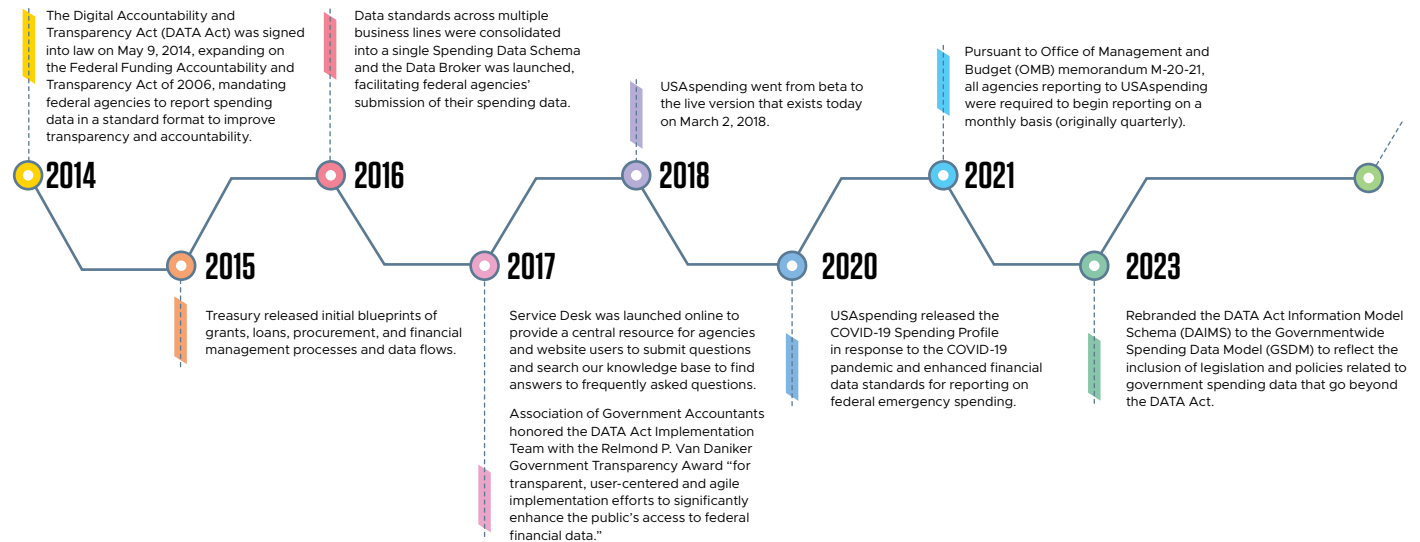 The Digital Accountability and
Transparency Act (DATA Act) was signed
into law on May 9, 2014, expanding on
the Federal Funding Accountability and
Transparency Act of 2006, mandating
federal agencies to report spending
data in a standard format to improve
transparency and accountability.
2014
Treasury released initial blueprints of
grants, loans, procurement, and financial
management processes and data flows.
2015
Data standards across multiple
business lines were consolidated
into a single Spending Data Schema
and the Data Broker was launched,
facilitating federal agencies’
submission of their spending data.
2016
2017
Service Desk was launched online to
provide a central resource for agencies
and website users to submit questions
and search our knowledge base to find
answers to frequently asked questions.
Association of Government Accountants
honored the DATA Act Implementation
Team with the Relmond P. Van Daniker
Government Transparency Award “for
transparent, user-centered and agile
implementation efforts to significantly
enhance the public’s access to federal
financial data.”
USAspending went from beta to
the live version that exists today
on March 2, 2018.
2018
2020
USAspending released the
COVID-19 Spending Profile
in response to the COVID-19
pandemic and enhanced financial
data standards for reporting on
federal emergency spending.
Pursuant to Office of Management and
Budget (OMB) memorandum M-20-21,
all agencies reporting to USAspending
were required to begin reporting on a
monthly basis (originally quarterly).
2021
2023
Rebranded the DATA Act Information Model
Schema (DAIMS) to the Governmentwide
Spending Data Model (GSDM) to reflect the
inclusion of legislation and policies related to
government spending data that go beyond
the DATA Act.